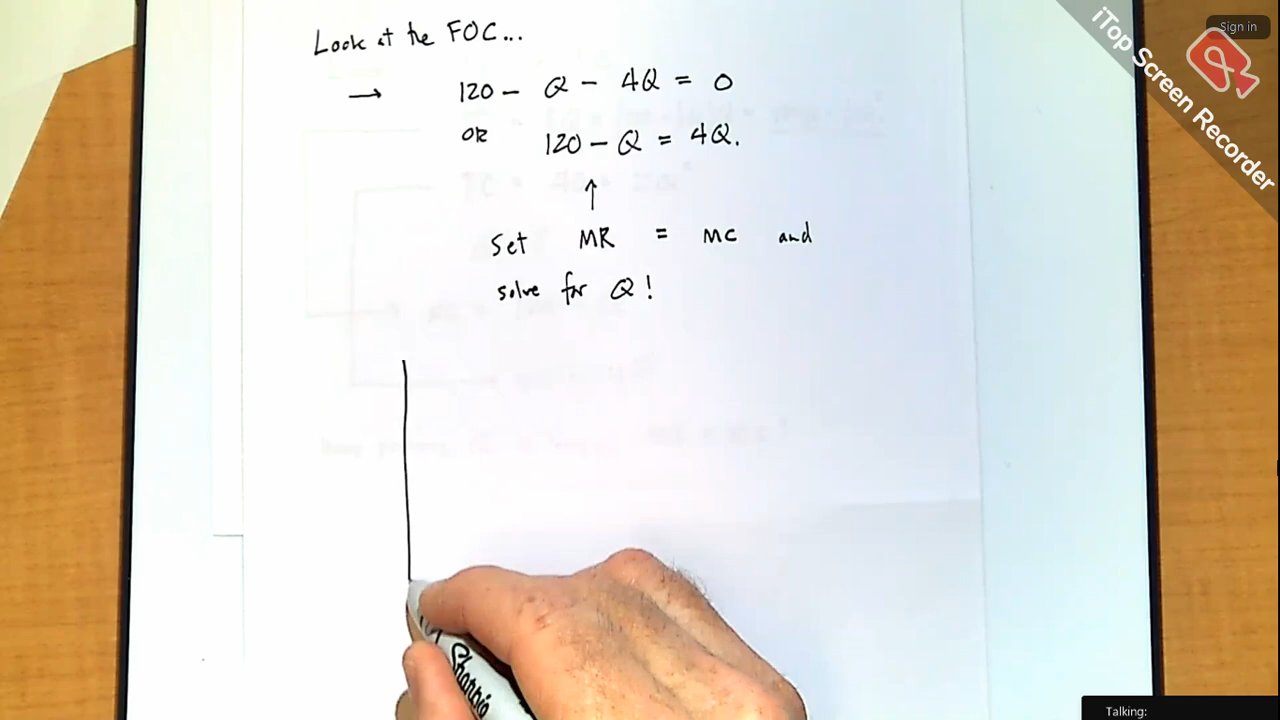 Look at the FOC...
→ 120 - Q - 4Q = 0
OR 120 - Q = 4Q.
↑
Set MR = MC and
solve for Q!
Sharpie
iTop Screen Recorder
Sign in
Talking: